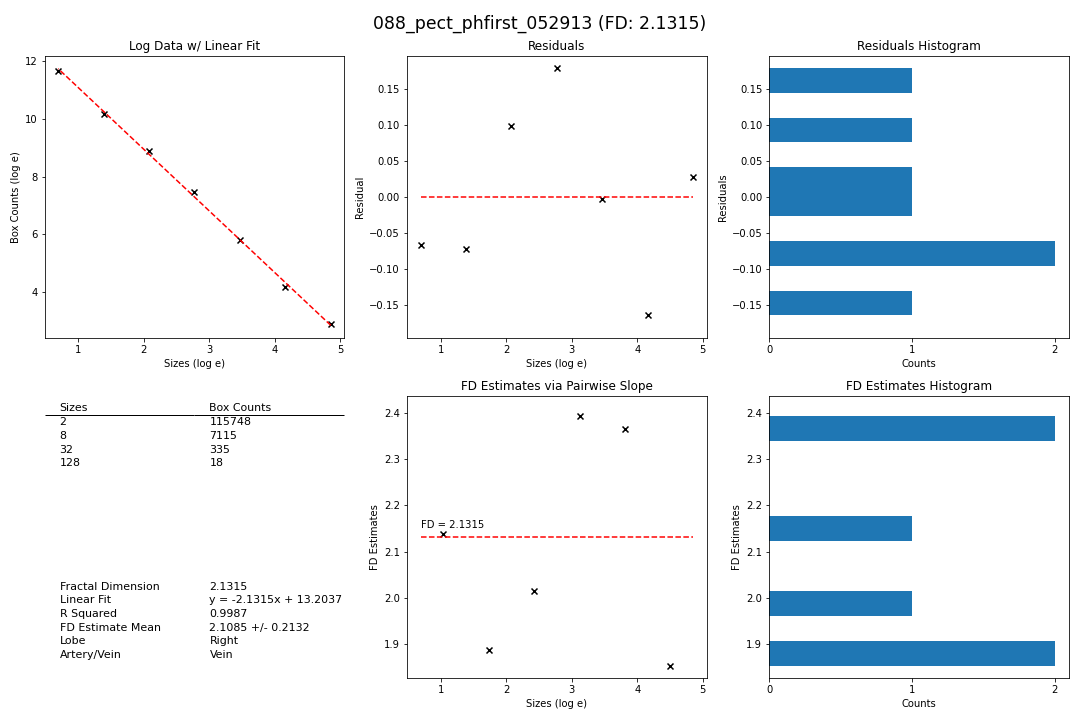 088_pect_phfirst_052913 (FD: 2.1315)
Log Data w/ Linear Fit
12
10
8
6
4
Box Counts (log e)
1 2 3 4 5
Sizes (log e)
Residuals
0.15
0.10
0.05
0.00
−0.05
−0.10
−0.15
Residual
1 2 3 4 5
Sizes (log e)
Residuals Histogram
0.15
0.10
0.05
0.00
−0.05
−0.10
−0.15
Residuals
0 1 2
Counts
Sizes Box Counts
2 115748
8 7115
32 335
128 18
Fractal Dimension 2.1315
Linear Fit y = -2.1315x + 13.2037
R Squared 0.9987
FD Estimate Mean 2.1085 +/- 0.2132
Lobe Right
Artery/Vein Vein
FD Estimates via Pairwise Slope
2.4
2.3
2.2
2.1
2.0
1.9
FD Estimates
FD = 2.1315
1 2 3 4 5
Sizes (log e)
FD Estimates Histogram
2.4
2.3
2.2
2.1
2.0
1.9
FD Estimates
0 1 2
Counts